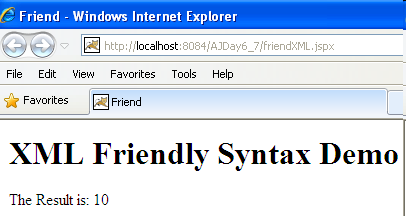 Friend - Windows Internet Explorer
http://localhost:8084/AJDay6_7/friendXML.jspx
File Edit View Favorites Tools Help
Favorites Friend
XML Friendly Syntax Demo
The Result is: 10